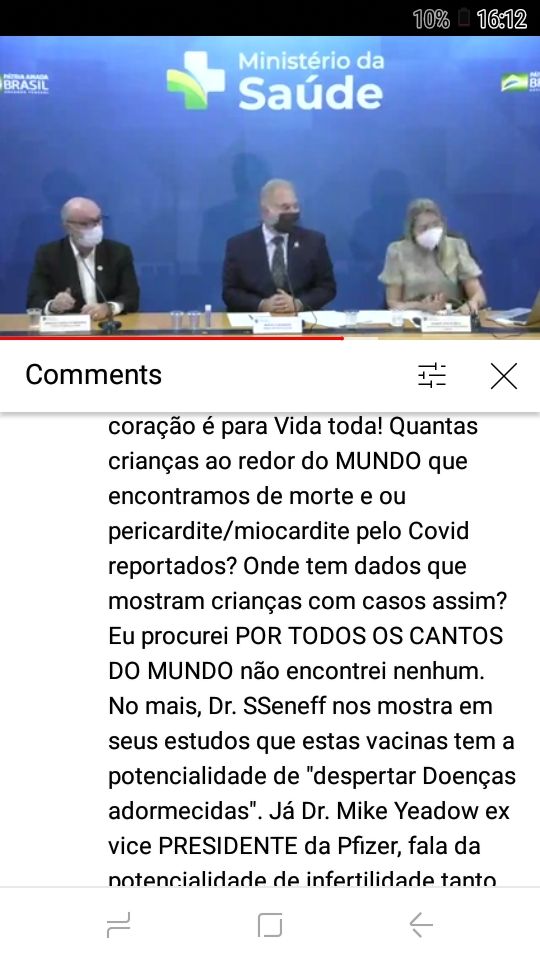 10% 16:12
PÁTRIA AMADA
BRASIL
Ministério da
Saúde
Comments
coração é para Vida toda! Quantas
crianças ao redor do MUNDO que
encontramos de morte e ou
pericardite/miocardite pelo Covid
reportados? Onde tem dados que
mostram crianças com casos assim?
Eu procurei POR TODOS OS CANTOS
DO MUNDO não encontrei nenhum.
No mais, Dr. SSeneff nos mostra em
seus estudos que estas vacinas tem a
potencialidade de "despertar Doenças
adormecidas". Já Dr. Mike Yeadow ex
vice PRESIDENTE da Pfizer, fala da
potencialidade de infertilidade tanto